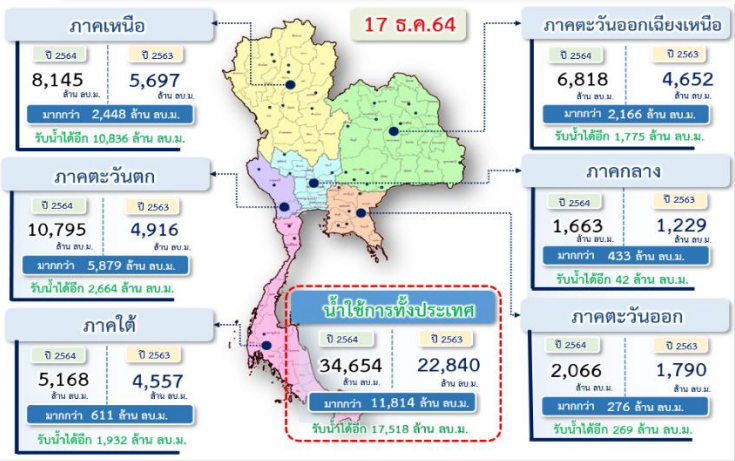 17 ธ.ค.64
ภาคเหนือ
ปี 2564 ปี 2563
8,145 5,697
ล้าน ลบ.ม. ล้าน ลบ.ม.
มากกว่า 2,448 ล้าน ลบ.ม.
รับน้ำได้อีก 10,836 ล้าน ลบ.ม.
ภาคตะวันออกเฉียงเหนือ
ปี 2564 ปี 2563
6,818 4,652
ล้าน ลบ.ม. ล้าน ลบ.ม.
มากกว่า 2,166 ล้าน ลบ.ม.
รับน้ำได้อีก 1,775 ล้าน ลบ.ม.
ภาคตะวันตก
ปี 2564 ปี 2563
10,795 4,916
ล้าน ลบ.ม. ล้าน ลบ.ม.
มากกว่า 5,879 ล้าน ลบ.ม.
รับน้ำได้อีก 2,664 ล้าน ลบ.ม.
ภาคกลาง
ปี 2564 ปี 2563
1,663 1,229
ล้าน ลบ.ม. ล้าน ลบ.ม.
มากกว่า 433 ล้าน ลบ.ม.
รับน้ำได้อีก 42 ล้าน ลบ.ม.
ภาคใต้
ปี 2564 ปี 2563
5,168 4,557
ล้าน ลบ.ม. ล้าน ลบ.ม.
มากกว่า 611 ล้าน ลบ.ม.
รับน้ำได้อีก 1,932 ล้าน ลบ.ม.
น้ำใช้การทั้งประเทศ
ปี 2564 ปี 2563
34,654 22,840
ล้าน ลบ.ม. ล้าน ลบ.ม.
มากกว่า 11,814 ล้าน ลบ.ม.
รับน้ำได้อีก 17,518 ล้าน ลบ.ม.
ภาคตะวันออก
ปี 2564 ปี 2563
2,066 1,790
ล้าน ลบ.ม. ล้าน ลบ.ม.
มากกว่า 276 ล้าน ลบ.ม.
รับน้ำได้อีก 269 ล้าน ลบ.ม.